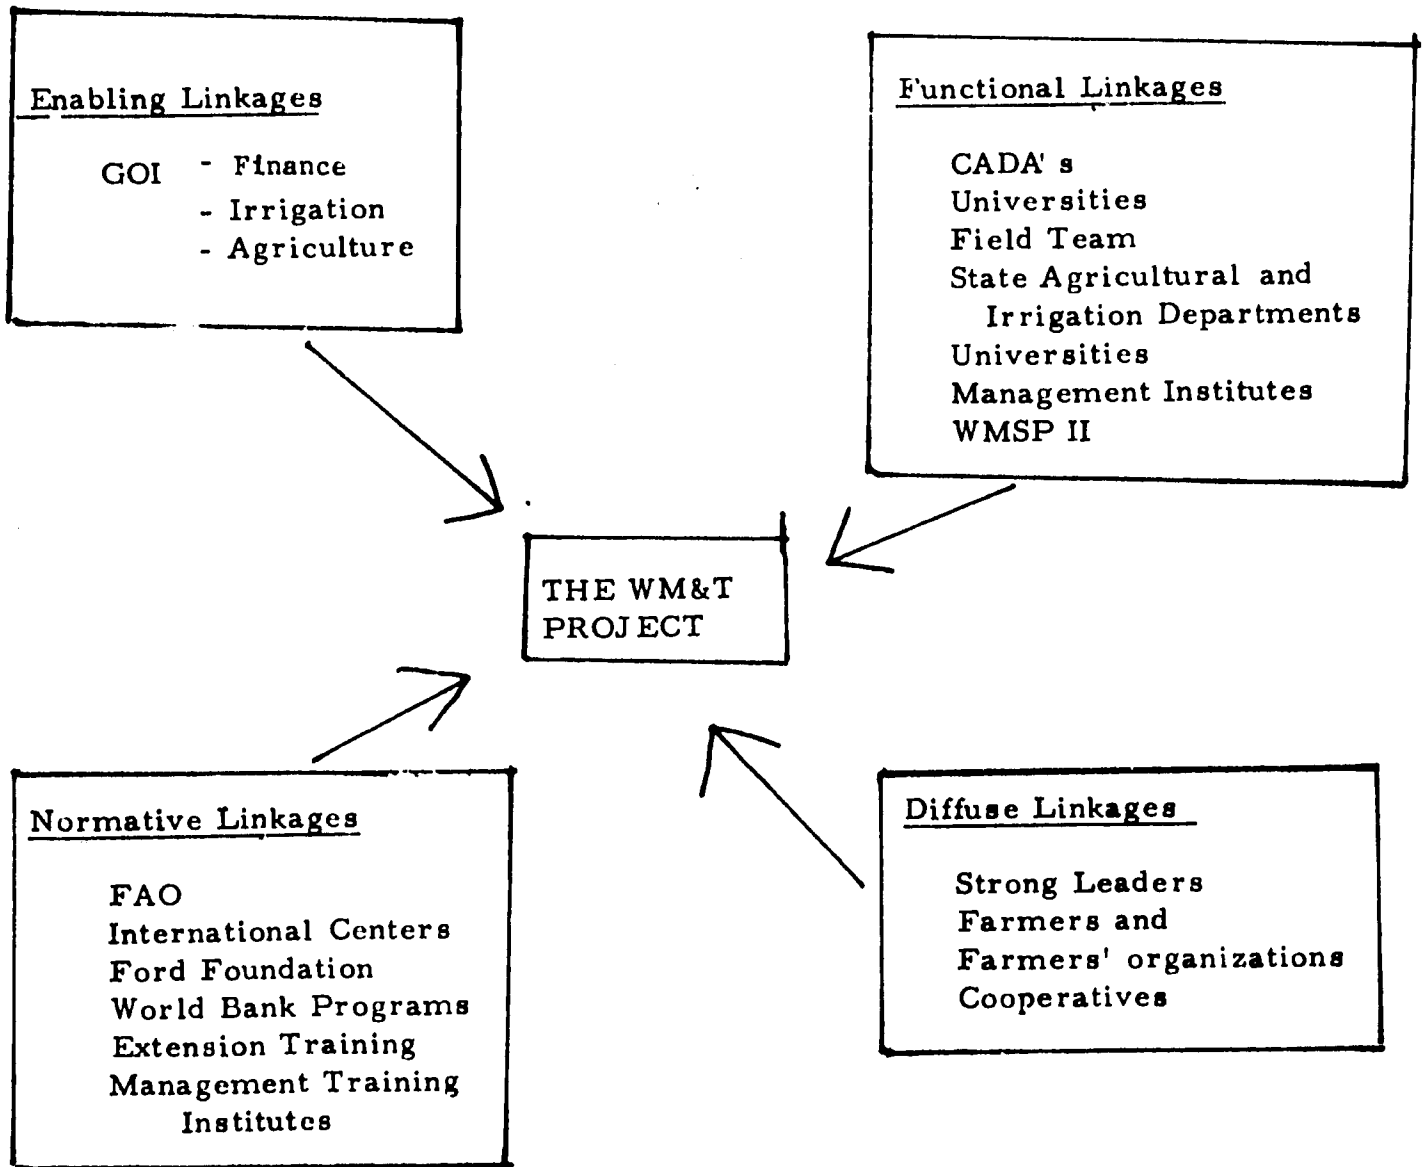 Enabling Linkages
GOI - Finance
- Irrigation
- Agriculture
Functional Linkages
CADA's
Universities
Field Team
State Agricultural and
Irrigation Departments
Universities
Management Institutes
WMSP II
THE WM&T
PROJECT
Normative Linkages
FAO
International Centers
Ford Foundation
World Bank Programs
Extension Training
Management Training
Institutes
Diffuse Linkages
Strong Leaders
Farmers and
Farmers' organizations
Cooperatives